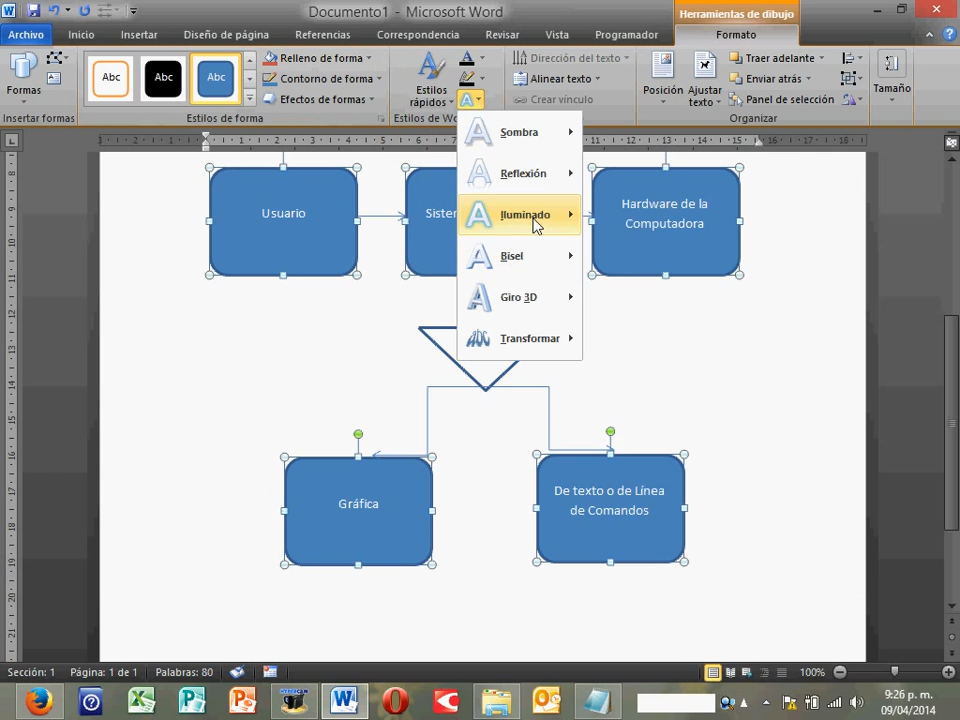 Documento1 - Microsoft Word
Herramientas de dibujo
Archivo
Inicio
Insertar
Diseño de página
Referencias
Correspondencia
Revisar
Vista
Programador
Formato
Formas
Insertar formas
Abc
Abc
Abc
Relleno de forma
Contorno de forma
Efectos de formas
Estilos de forma
Estilos
rápidos
Estilos de Wo
Dirección del texto
Alinear texto
Crear vínculo
Posición
Ajustar
texto
Traer adelante
Enviar atrás
Panel de selección
Organizar
Tamaño
Sombra
Reflexión
Iluminado
Bisel
Giro 3D
Transformar
Usuario
Sistem
Hardware de la
Computadora
Gráfica
De texto o de Línea
de Comandos
Sección: 1
Página: 1 de 1
Palabras: 80
100%
9:26 p. m.
09/04/2014